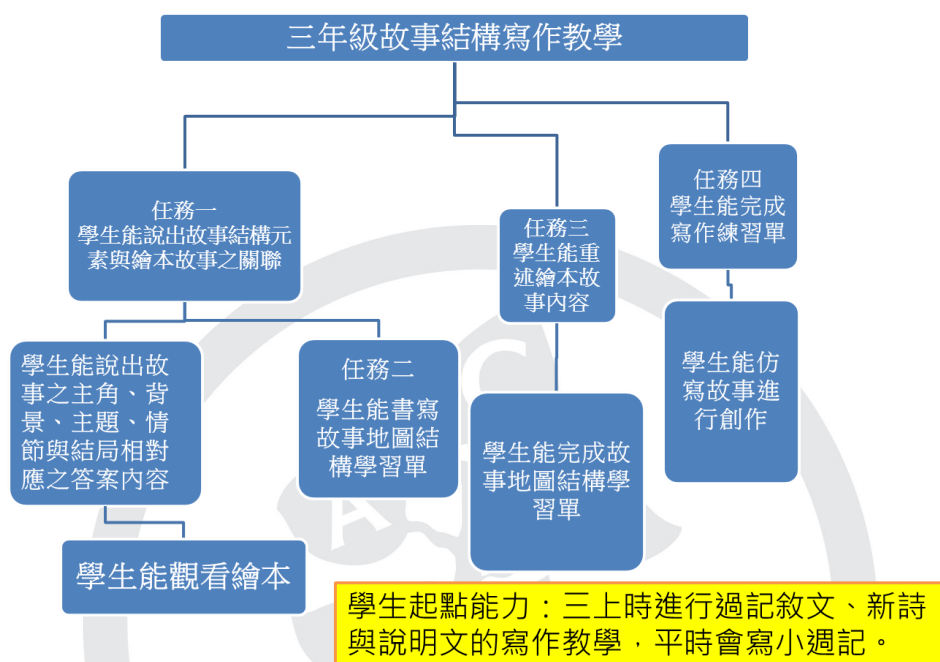 三年級故事結構寫作教學
任務一
學生能說出故事結構元
素與繪本故事之關聯
任務三
學生能重
述繪本故
事內容
任務四
學生能完成
寫作練習單
學生能說出故
事之主角、背
景、主題、情
節與結局相對
應之答案內容
任務二
學生能書寫
故事地圖結
構學習單
學生能完成故
事地圖結構學
習單
學生能仿
寫故事進
行創作
學生能觀看繪本
學生起點能力：三上時進行過記敘文、新詩
與說明文的寫作教學，平時會寫小週記。
A
C